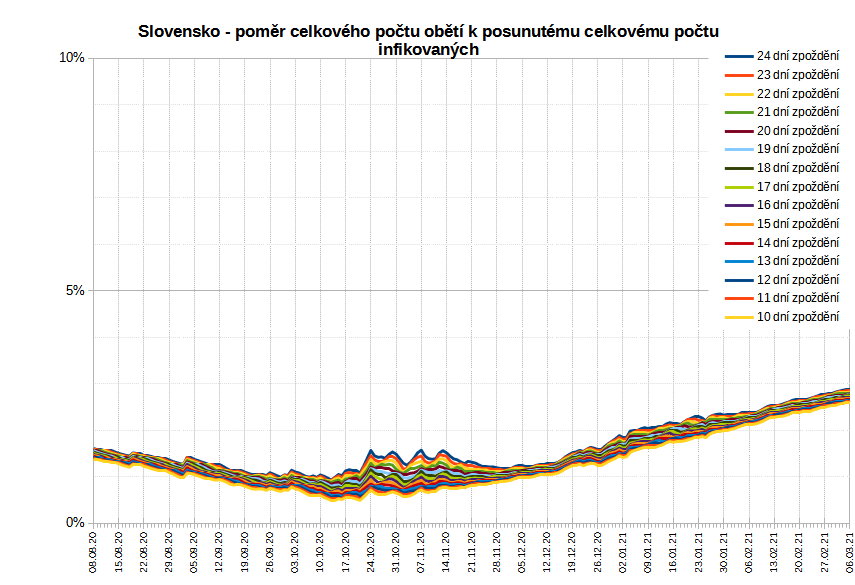 Slovensko - poměr celkového počtu obětí k posunutému celkovému počtu
infikovaných
10%
5%
0%
24 dní zpoždění
23 dní zpoždění
22 dní zpoždění
21 dní zpoždění
20 dní zpoždění
19 dní zpoždění
18 dní zpoždění
17 dní zpoždění
16 dní zpoždění
15 dní zpoždění
14 dní zpoždění
13 dní zpoždění
12 dní zpoždění
11 dní zpoždění
10 dní zpoždění
08.08.20
15.08.20
22.08.20
29.08.20
05.09.20
12.09.20
19.09.20
26.09.20
03.10.20
10.10.20
17.10.20
24.10.20
31.10.20
07.11.20
14.11.20
21.11.20
28.11.20
05.12.20
12.12.20
19.12.20
26.12.20
02.01.21
09.01.21
16.01.21
23.01.21
30.01.21
06.02.21
13.02.21
20.02.21
27.02.21
06.03.21